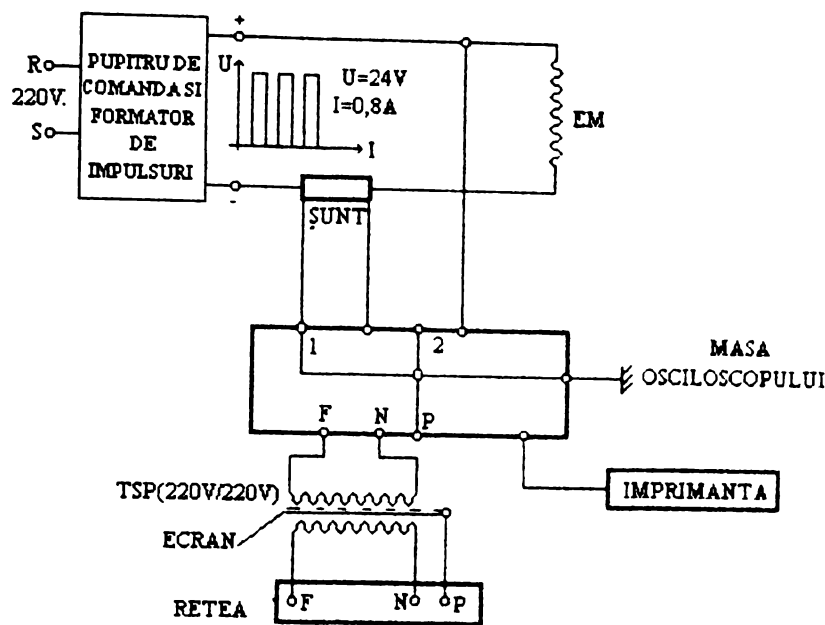 +
R
220V.
S
PUPITRU DE
COMANDA SI
FORMATOR
DE
IMPULSURI
U
U=24V
I=0,8A
I
EM
-
ȘUNT
1
2
MASA
OSCILOSCOPULUI
F
N
P
TSP(220V/220V)
IMPRIMANTA
ECRAN
RETEA
F
N
P